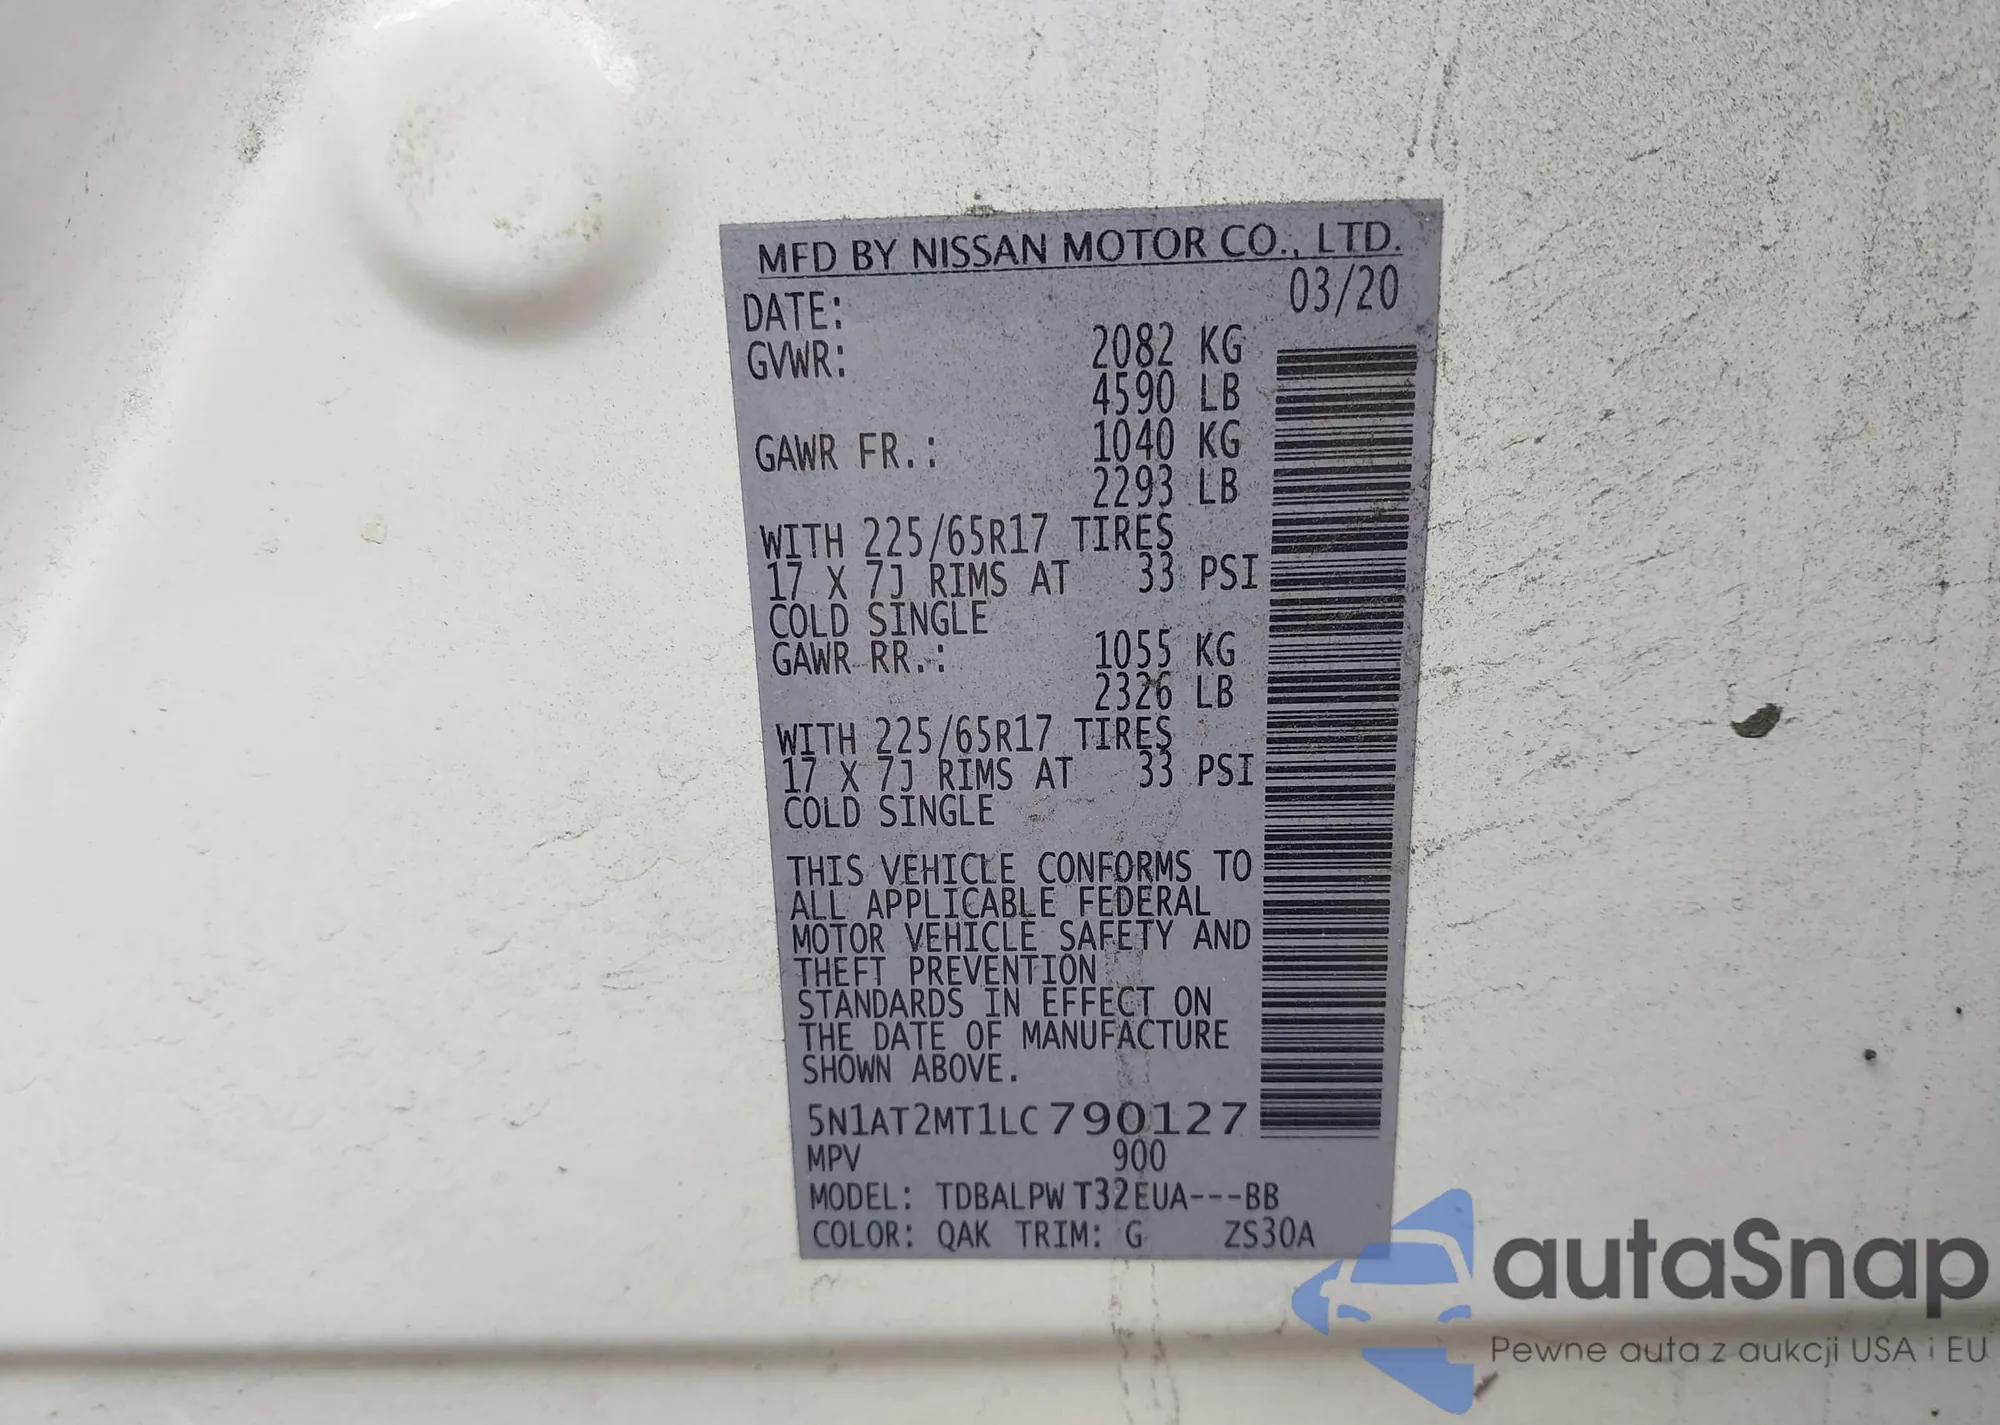 MFD BY NISSAN MOTOR CO., LTD.
DATE: 03/20
GVWR: 2082 KG
4590 LB
GAWR FR.: 1040 KG
2293 LB
WITH 225/65R17 TIRES
17 X 7J RIMS AT 33 PSI
COLD SINGLE
GAWR RR.: 1055 KG
2326 LB
WITH 225/65R17 TIRES
17 X 7J RIMS AT 33 PSI
COLD SINGLE
THIS VEHICLE CONFORMS TO
ALL APPLICABLE FEDERAL
MOTOR VEHICLE SAFETY AND
THEFT PREVENTION
STANDARDS IN EFFECT ON
THE DATE OF MANUFACTURE
SHOWN ABOVE.
5N1AT2MT1LC790127
MPV 900
MODEL: TDBALPW T32EUA---BB
COLOR: QAK TRIM: G ZS30A
autaSnap
Pewne auta z aukcji USA i EU